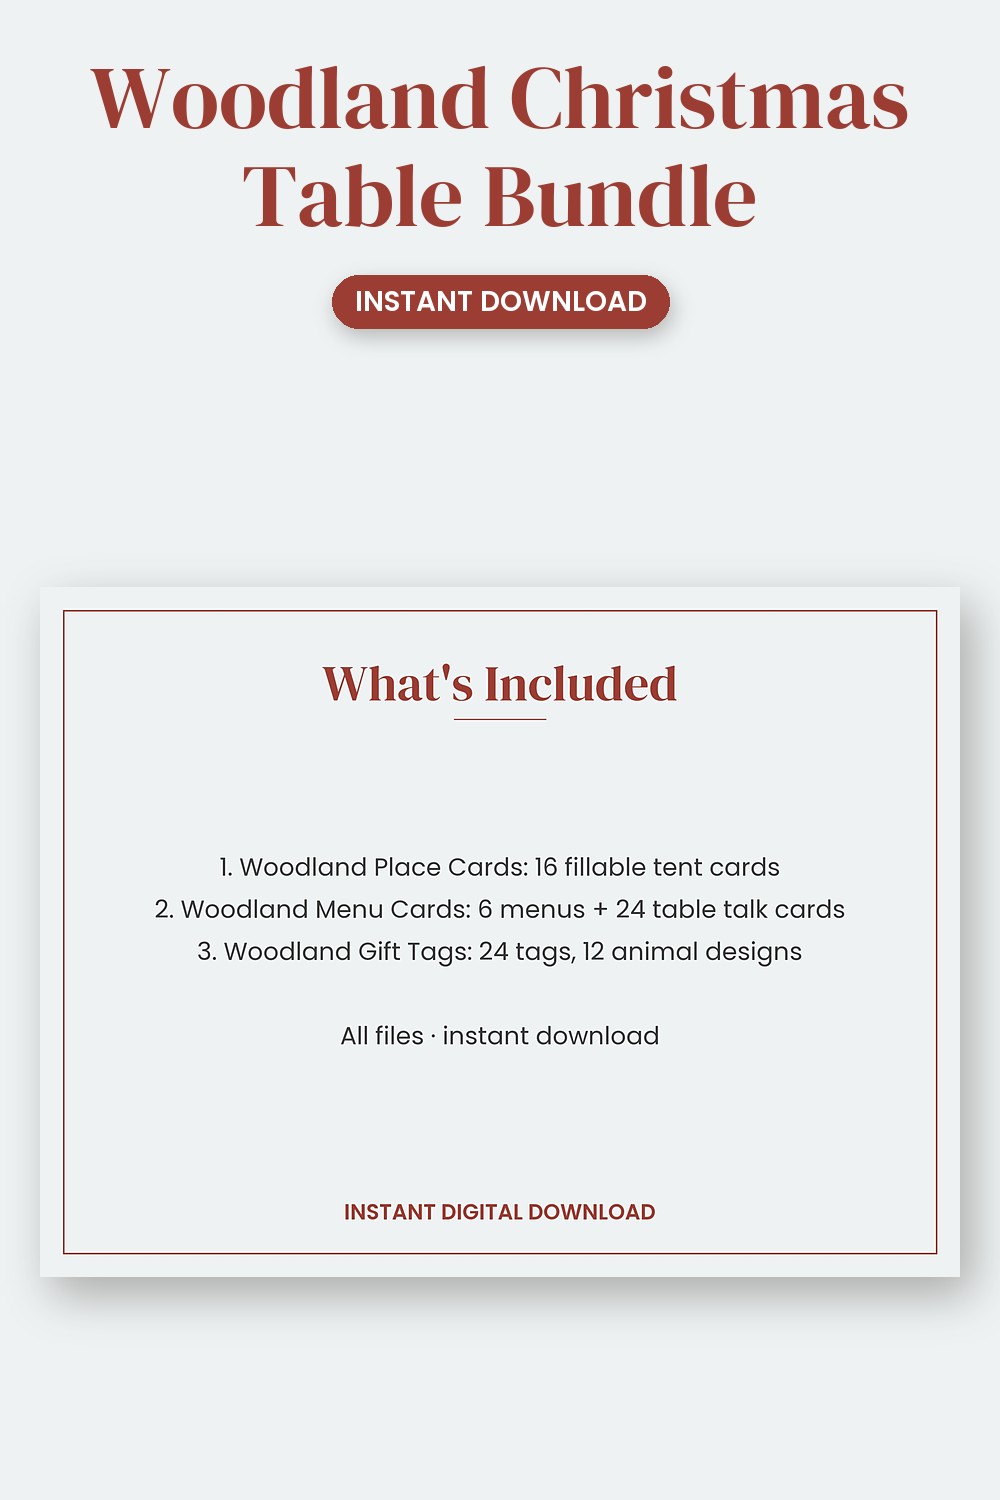 Woodland Christmas
Table Bundle
INSTANT DOWNLOAD
What's Included
1. Woodland Place Cards: 16 fillable tent cards
2. Woodland Menu Cards: 6 menus + 24 table talk cards
3. Woodland Gift Tags: 24 tags, 12 animal designs
All files · instant download
INSTANT DIGITAL DOWNLOAD